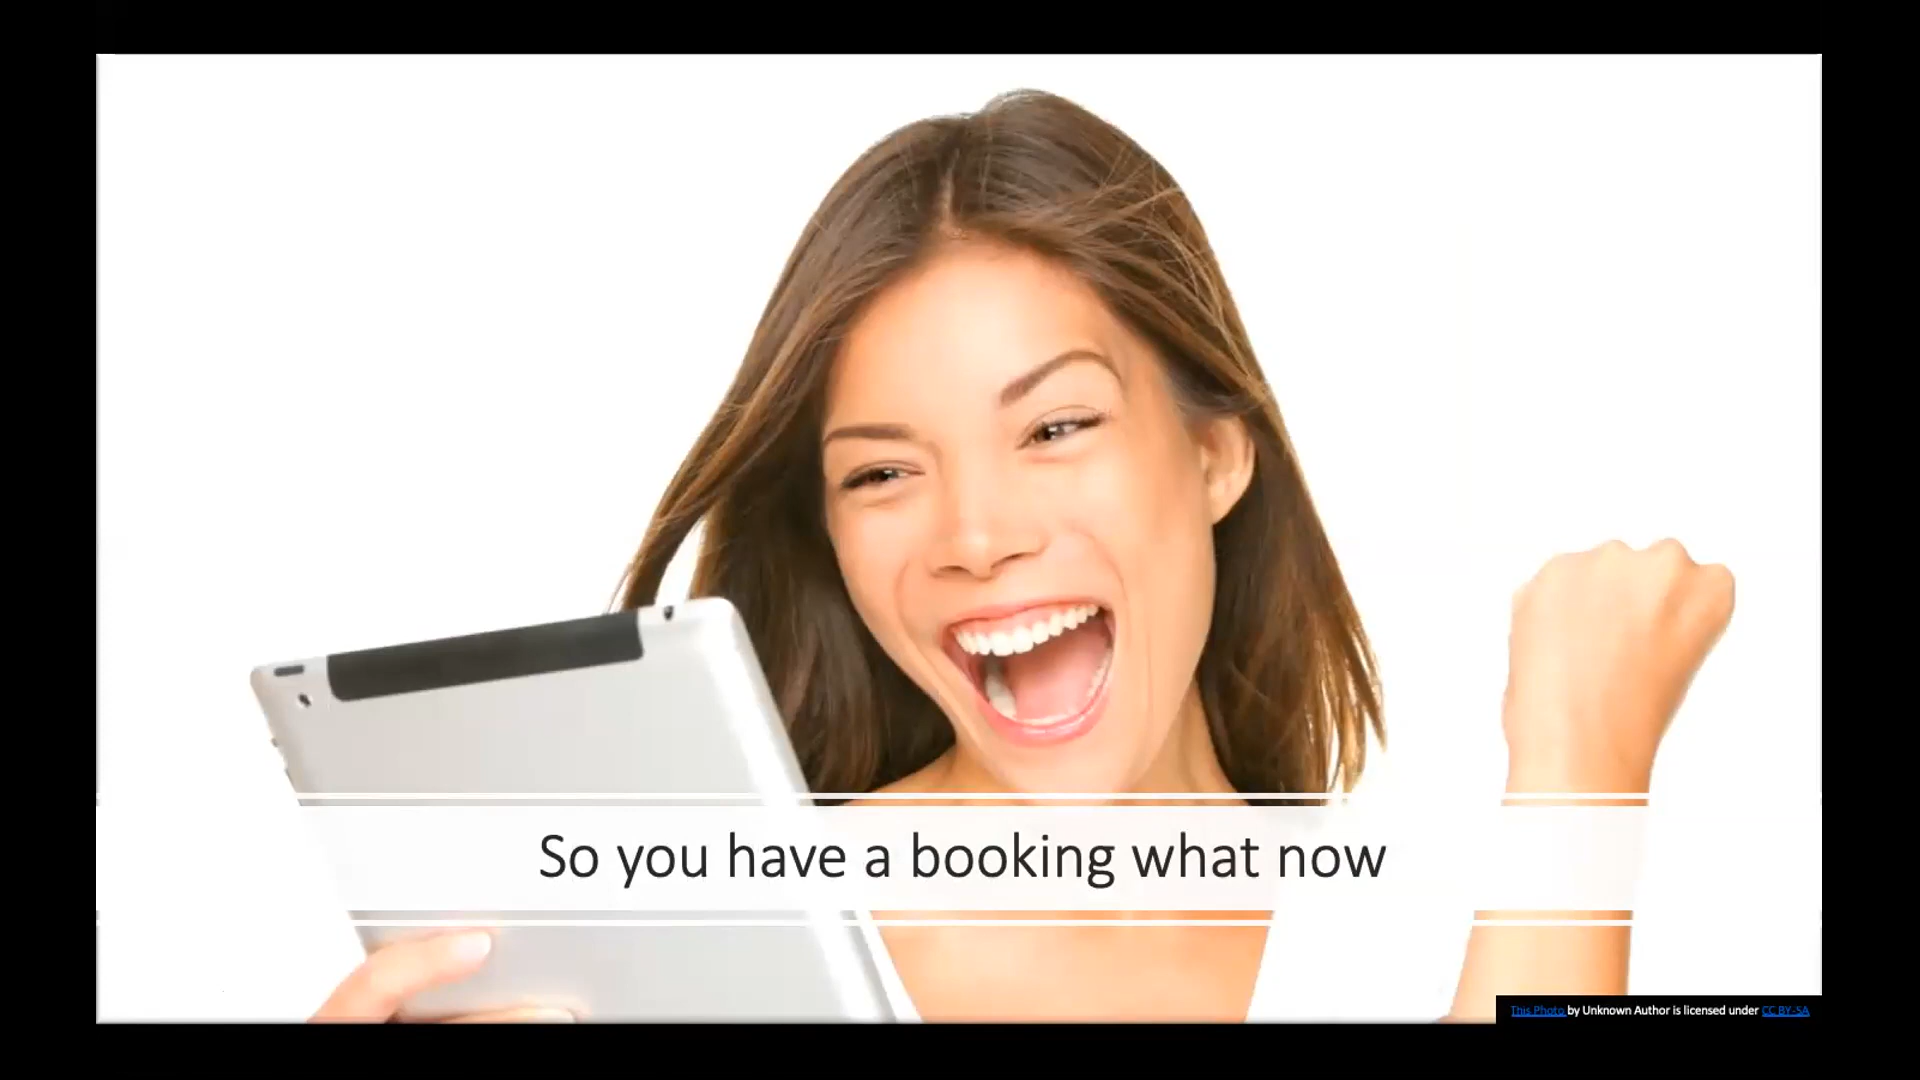 So you have a booking what now
This Photo by Unknown Author is licensed under CC BY-SA